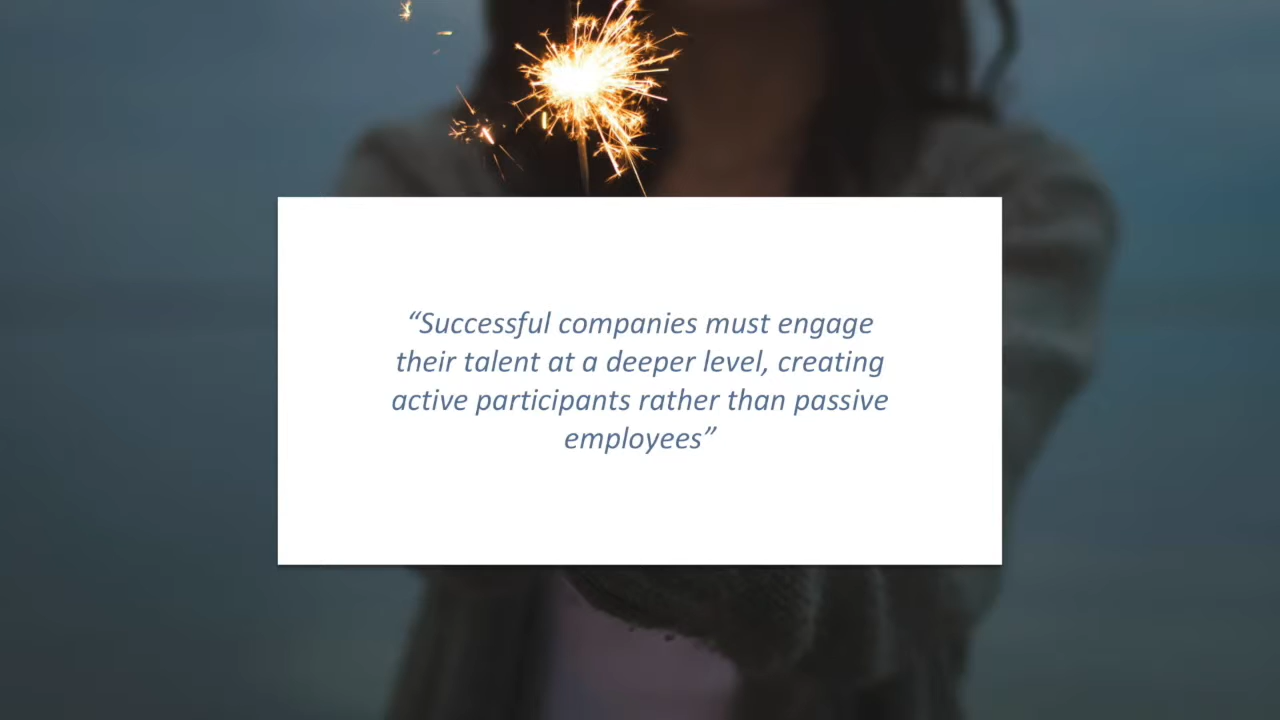 “Successful companies must engage
their talent at a deeper level, creating
active participants rather than passive
employees”